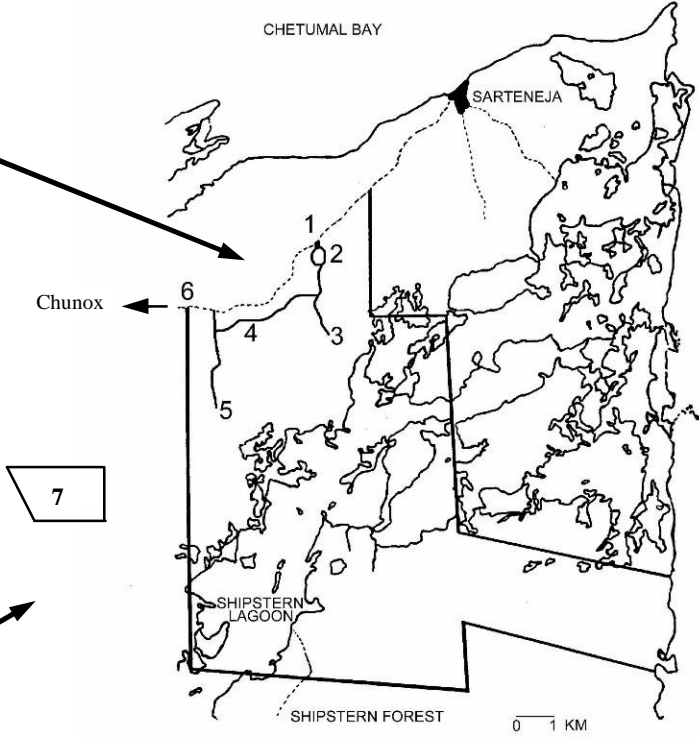 CHETUMAL BAY
SARTENEJA
1
2
6
Chunox
4
3
5
7
SHIPSTERN
LAGOON
SHIPSTERN FOREST
0 1 KM